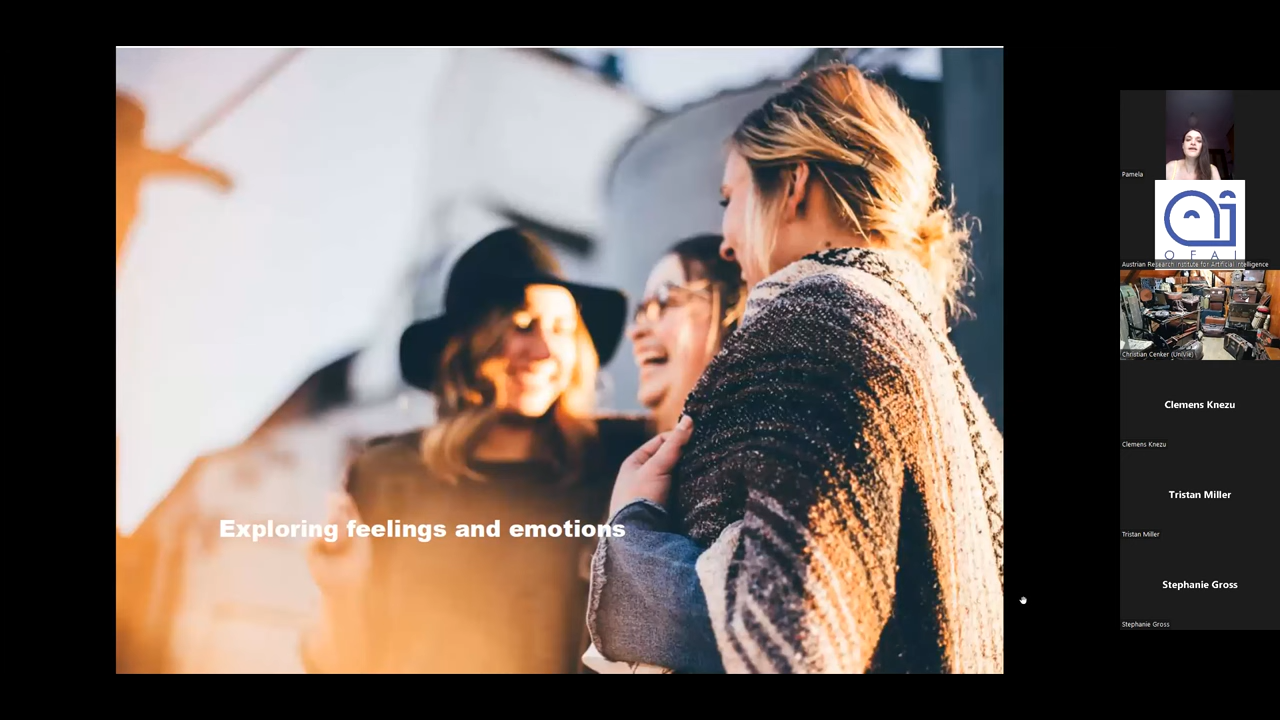 Exploring feelings and emotions
Pamela
OFAI
Austrian Research Institute for Artificial Intelligence
Christian Cenker (UniVie)
Clemens Knezu
Clemens Knezu
Tristan Miller
Tristan Miller
Stephanie Gross
Stephanie Gross